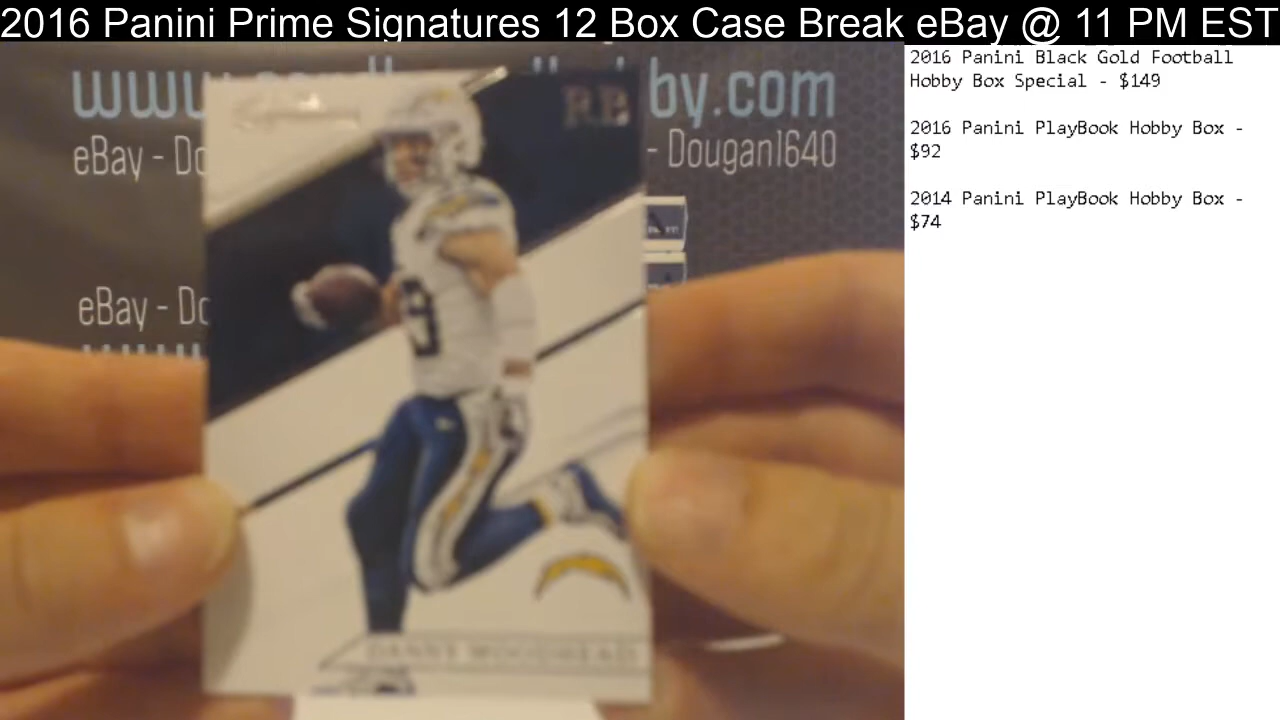 2016 Panini Prime Signatures 12 Box Case Break eBay @ 11 PM EST
2016 Panini Black Gold Football
Hobby Box Special - $149
2016 Panini PlayBook Hobby Box -
$92
2014 Panini PlayBook Hobby Box -
$74
RB
by.com
eBay - Do
- Dougan1640
eBay - Do
DANNY WOODHEAD